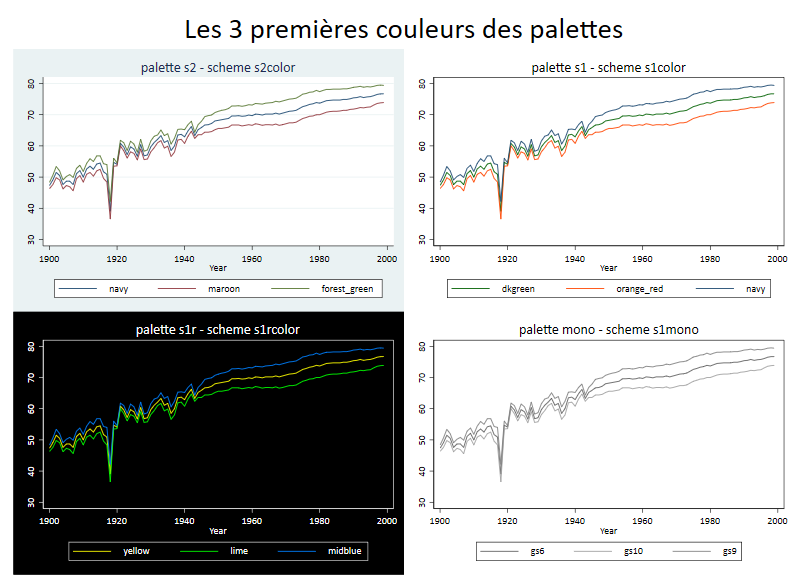 Les 3 premières couleurs des palettes
palette s2 - scheme s2color
80
70
60
50
40
30
1900 1920 1940 1960 1980 2000
Year
navy maroon forest_green
palette s1 - scheme s1color
80
70
60
50
40
30
1900 1920 1940 1960 1980 2000
Year
dkgreen orange_red navy
palette s1r - scheme s1rcolor
80
70
60
50
40
30
1900 1920 1940 1960 1980 2000
Year
yellow lime midblue
palette mono - scheme s1mono
80
70
60
50
40
30
1900 1920 1940 1960 1980 2000
Year
gs6 gs10 gs9